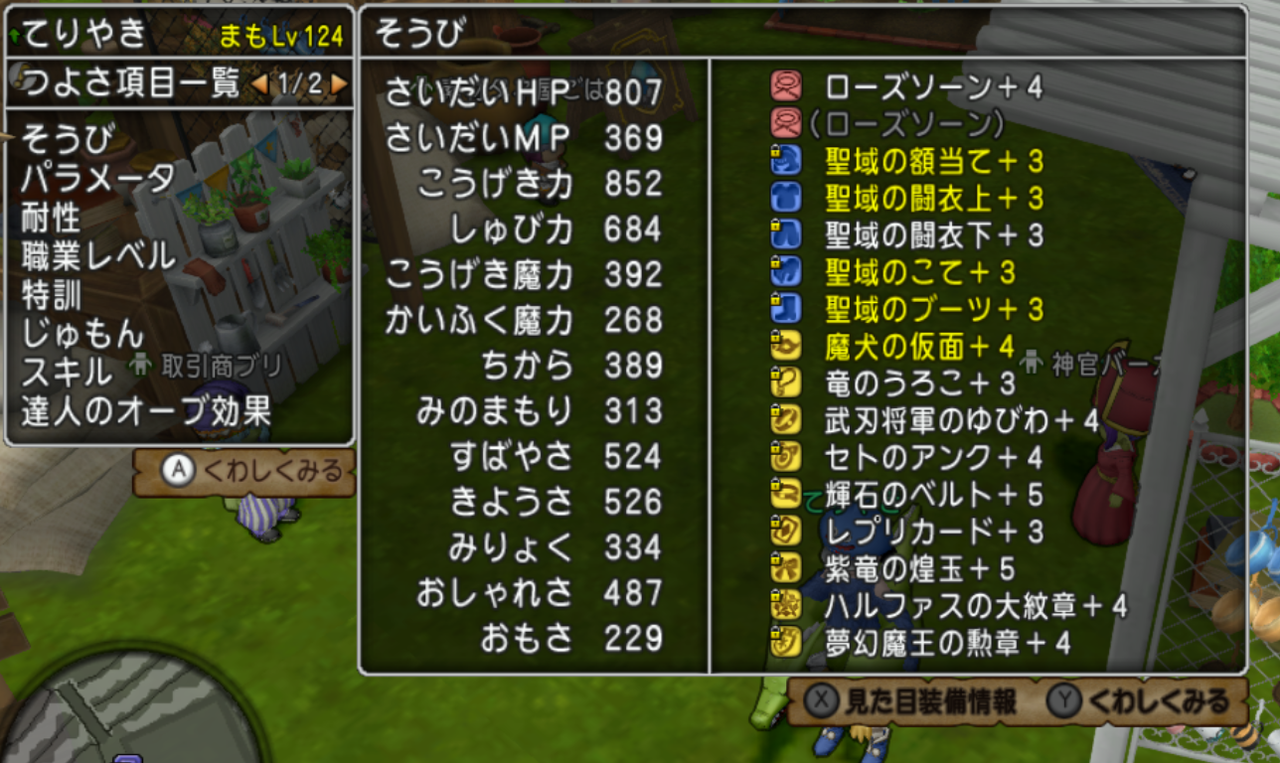 てりやき まもLv124
つよさ項目一覧 1/2
そうび
パラメータ
耐性
職業レベル
特訓
じゅもん
スキル
達人のオーブ効果
Aくわしくみる
取引商ブリ
そうび
さいだいHP 807
さいだいMP 369
こうげき力 852
しゅび力 684
こうげき魔力 392
かいふく魔力 268
ちから 389
みのまもり 313
すばやさ 524
きようさ 526
みりょく 334
おしゃれさ 487
おもさ 229
ローズソーン+4
(ローズソーン)
聖域の額当て+3
聖域の闘衣上+3
聖域の闘衣下+3
聖域のこて+3
聖域のブーツ+3
魔犬の仮面+4
竜のうろこ+3
武刃将軍のゆびわ+4
セトのアンク+4
輝石のベルト+5
レプリカード+3
紫竜の煌玉+5
ハルファスの大紋章+4
夢幻魔王の勲章+4
神官バー
X見た目装備情報 Yくわしくみる